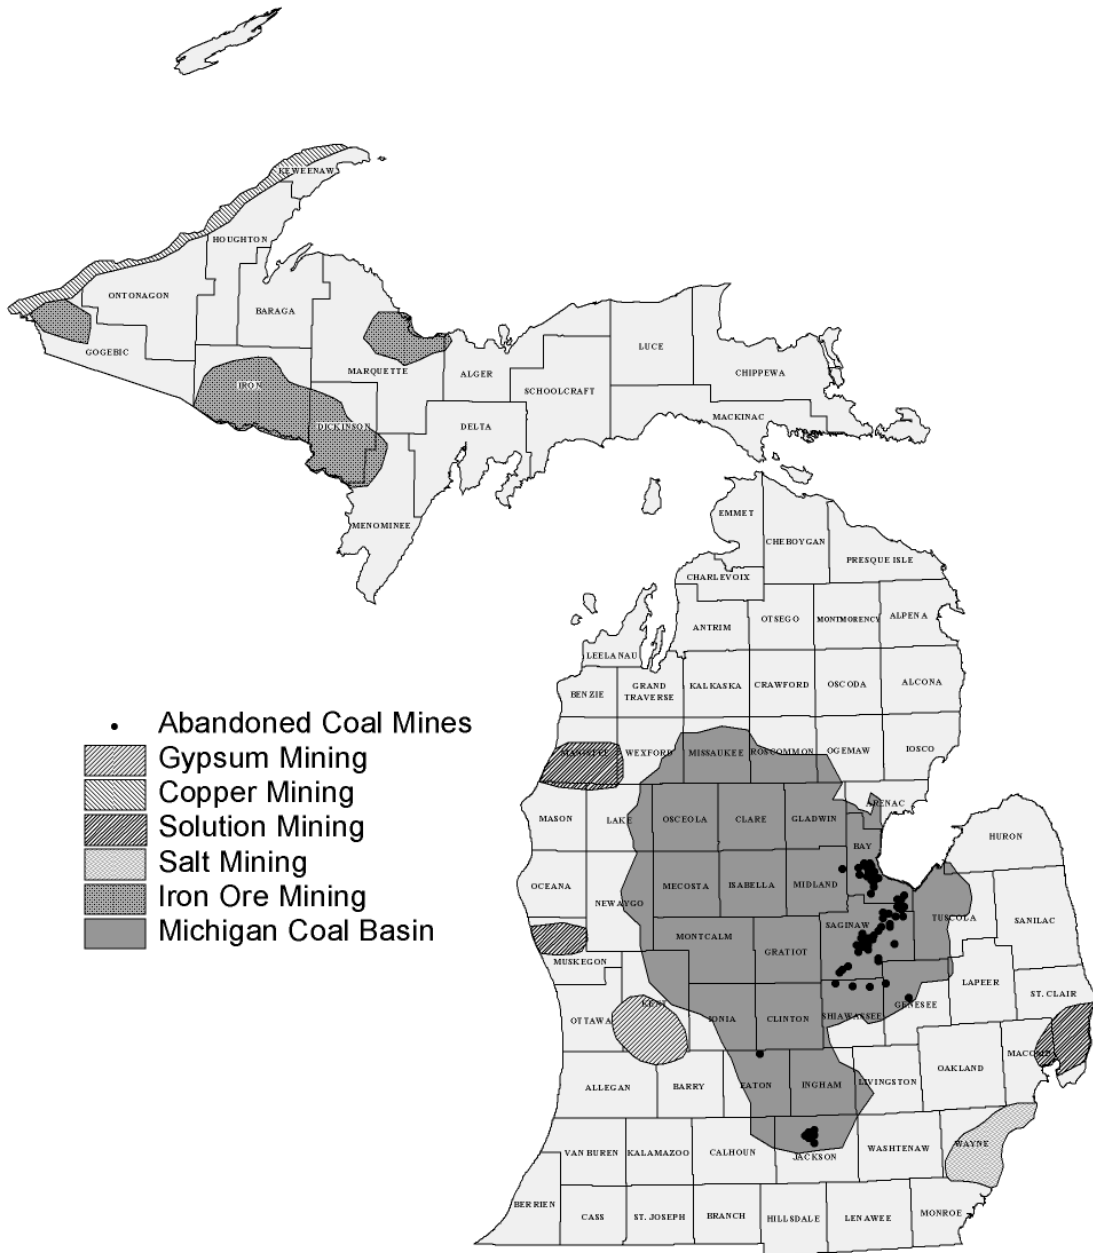 KEWEENAW
HOUGHTON
ONTONAGON
BARAGA
GOGEBIC
MARQUETTE
IRON
DICKINSON
ALGER
LUCE
CHIPPEWA
SCHOOLCRAFT
MACKINAC
DELTA
MENOMINEE
EMMET
CHEBOYGAN
PRESQUE ISLE
CHARLEVOIX
ANTRIM
OTSEGO
MONTMORENCY
ALPENA
LEELANAU
BENZIE
GRAND
TRAVERSE
KALKASKA
CRAWFORD
OSCODA
ALCONA
MANISTEE
WEXFORD
MISSAUKEE
ROSCOMMON
OGEMAW
IOSCO
Abandoned Coal Mines
Gypsum Mining
Copper Mining
Solution Mining
Salt Mining
Iron Ore Mining
Michigan Coal Basin
MASON
LAKE
OSCEOLA
CLARE
GLADWIN
ARENAC
BAY
HURON
OCEANA
NEWAYGO
MECOSTA
ISABELLA
MIDLAND
SAGINAW
TUSCOLA
SANILAC
MUSKEGON
MONTCALM
GRATIOT
GENESEE
LAPEER
ST. CLAIR
OTTAWA
KENT
IONIA
CLINTON
SHIAWASSEE
MACOMB
OAKLAND
ALLEGAN
BARRY
EATON
INGHAM
LIVINGSTON
VAN BUREN
KALAMAZOO
CALHOUN
JACKSON
WASHTENAW
WAYNE
BERRIEN
CASS
ST. JOSEPH
BRANCH
HILLSDALE
LENAWEE
MONROE